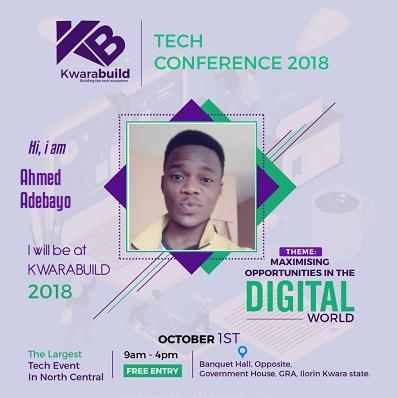 KB
Kwarabuild
Building the tech ecosystem
TECH
CONFERENCE 2018
Hi, i am
Ahmed
Adebayo
I will be at
KWARABUILD
2018
THEME:
MAXIMISING
OPPORTUNITIES IN THE
DIGITAL
WORLD
OCTOBER 1ST
The Largest
Tech Event
In North Central
9am - 4pm
FREE ENTRY
Banquet Hall, Opposite,
Government House, GRA, Ilorin Kwara state.